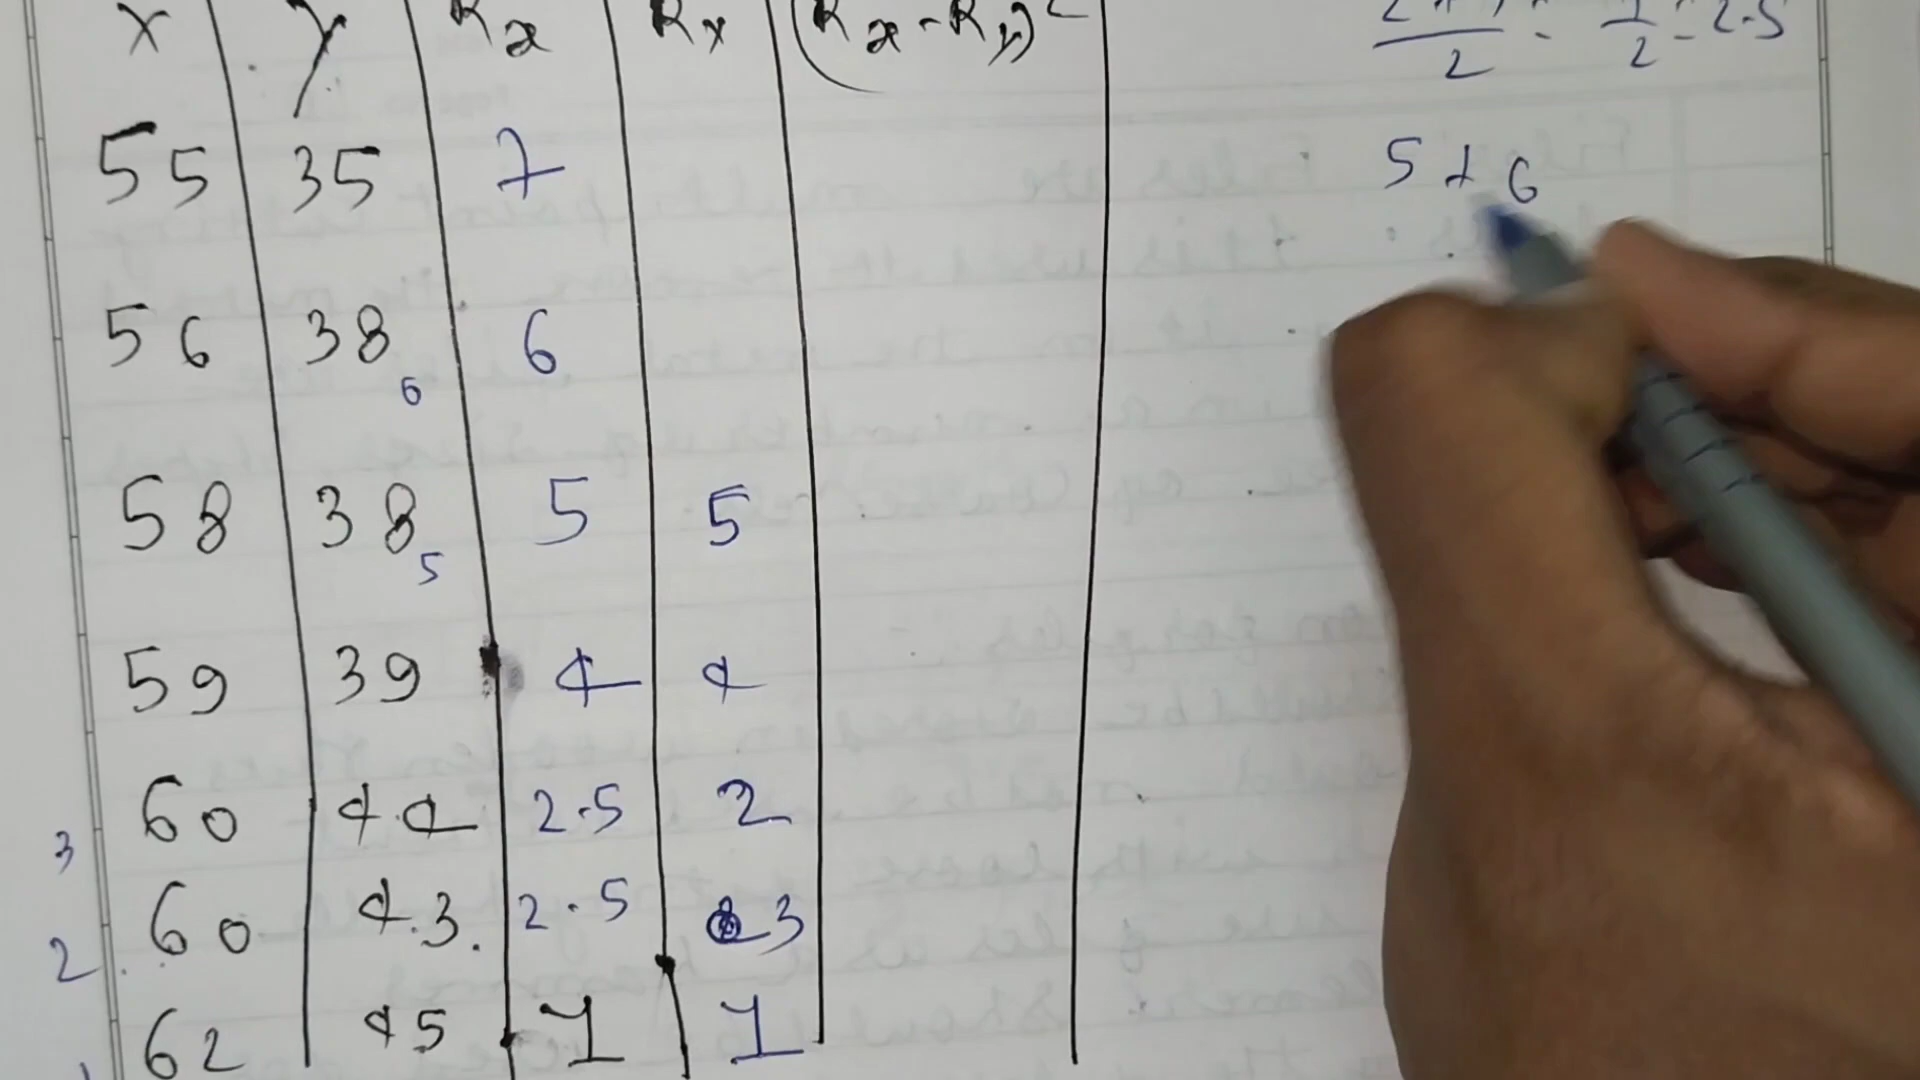 x y Rx Ry (Rx - Ry)²
= 2.5
55 35 7
5 + 6
56 38 6
6
58 38 5 5
5
59 39 4 4
60 44 2.5 2
3
60 43. 2.5 3
2
62 45 1 1